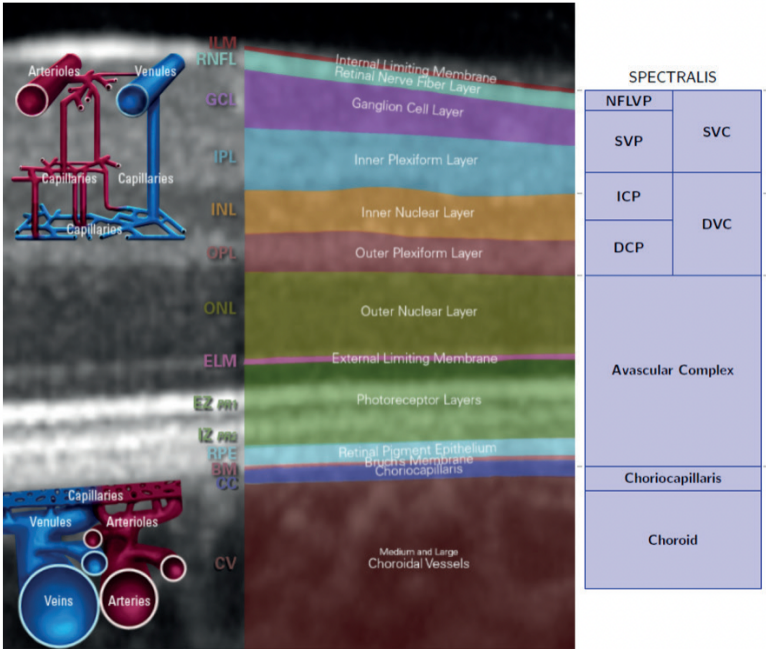 Arterioles
Venules
Capillaries
Capillaries
Capillaries
ILM
RNFL
GCL
IPL
INL
OPL
ONL
ELM
EZ PR1
IZ PR2
RPE
BM
CC
CV
Capillaries
Venules
Arterioles
Veins
Arteries
Internal Limiting Membrane
Retinal Nerve Fiber Layer
Ganglion Cell Layer
Inner Plexiform Layer
Inner Nuclear Layer
Outer Plexiform Layer
Outer Nuclear Layer
External Limiting Membrane
Photoreceptor Layers
Retinal Pigment Epithelium
Bruch's Membrane
Choriocapillaris
Medium and Large
Choroidal Vessels
SPECTRALIS
NFLVP
SVP
SVC
ICP
DCP
DVC
Avascular Complex
Choriocapillaris
Choroid